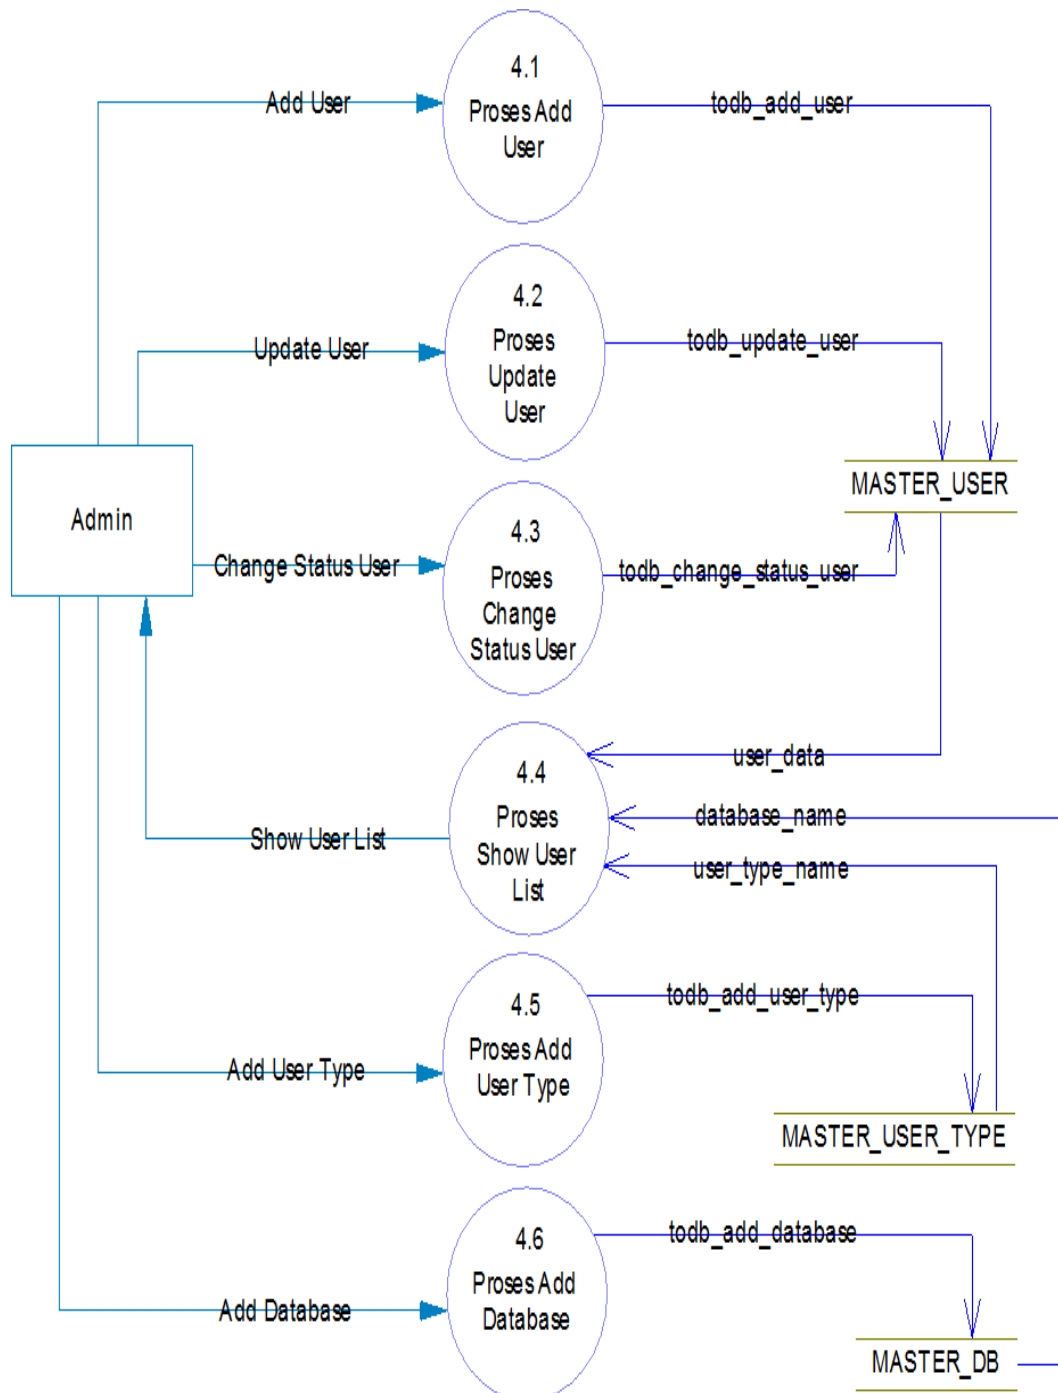 4.1
Add User
Proses Add
User
todb_add_user
4.2
Update User
Proses
Update
User
todb_update_user
MASTER_USER
Admin
4.3
Change Status User
Proses
Change
Status User
todb_change_status_user
user_data
4.4
Proses
Show User
List
database_name
Show User List
user_type_name
4.5
Proses Add
User Type
todb_add_user_type
Add User Type
MASTER_USER_TYPE
4.6
Proses Add
Database
todb_add_database
Add Database
MASTER_DB